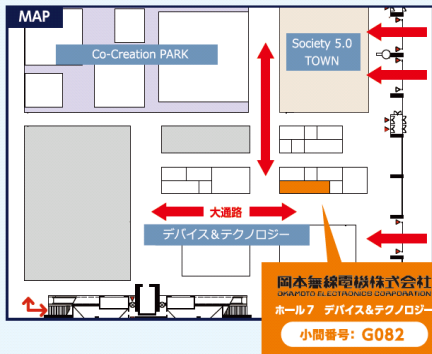 MAP
Co-Creation PARK
Society 5.0
TOWN
大通路
デバイス&テクノロジー
岡本無線電機株式会社
OKAMOTO ELECTRONICS CORPORATION
ホール7 デバイス&テクノロジー
小間番号: G082